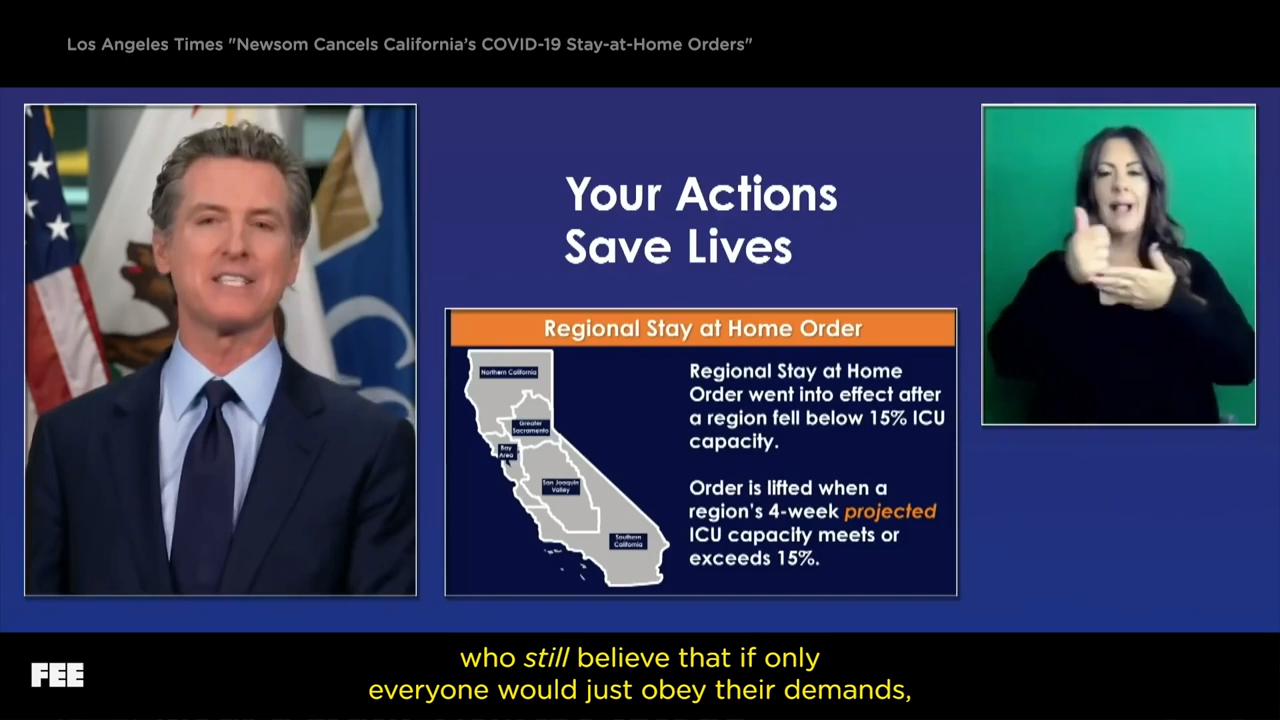 Los Angeles Times "Newsom Cancels California’s COVID-19 Stay-at-Home Orders"
Your Actions
Save Lives
Regional Stay at Home Order
Northern California
Greater
Sacramento
Bay
Area
San Joaquin
Valley
Southern
California
Regional Stay at Home
Order went into effect after
a region fell below 15% ICU
capacity.
Order is lifted when a
region's 4-week projected
ICU capacity meets or
exceeds 15%.
FEE
who still believe that if only
everyone would just obey their demands,